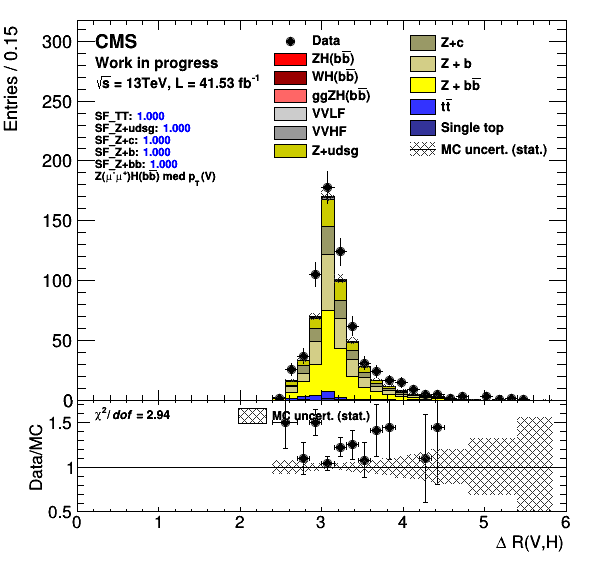 CMS
Work in progress
√s = 13TeV, L = 41.53 fb⁻¹
SF_TT: 1.000
SF_Z+udsg: 1.000
SF_Z+c: 1.000
SF_Z+b: 1.000
SF_Z+bb: 1.000
Z(μ⁻μ⁺)H(bb̅) med p_T(V)
Data
ZH(bb̅)
WH(bb̅)
ggZH(bb̅)
VVLF
VVHF
Z+udsg
Z+c
Z + b
Z + bb̅
tt̅
Single top
MC uncert. (stat.)
Entries / 0.15
300
250
200
150
100
50
0
χ²/ dof = 2.94
MC uncert. (stat.)
Data/MC
1.5
1
0.5
0 1 2 3 4 5 6
Δ R(V,H)